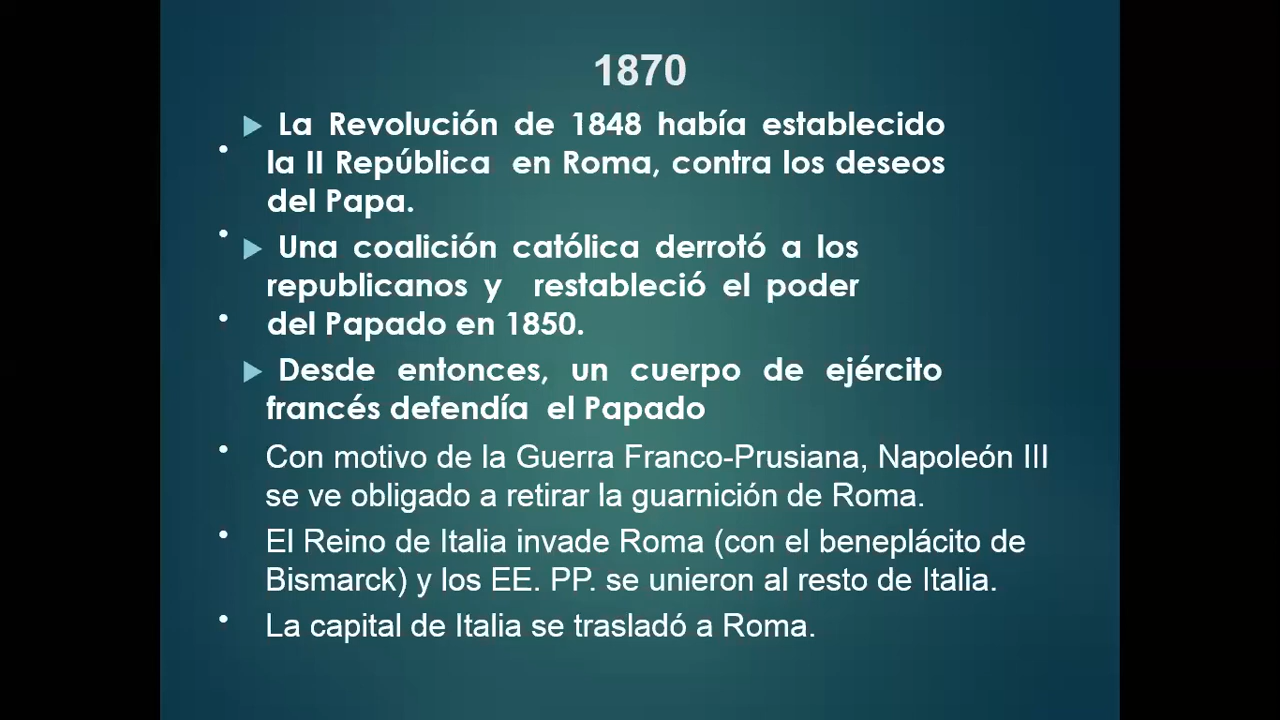 1870
La Revolución de 1848 había establecido
la II República en Roma, contra los deseos
del Papa.
Una coalición católica derrotó a los
republicanos y restableció el poder
del Papado en 1850.
Desde entonces, un cuerpo de ejército
francés defendía el Papado
Con motivo de la Guerra Franco-Prusiana, Napoleón III
se ve obligado a retirar la guarnición de Roma.
El Reino de Italia invade Roma (con el beneplácito de
Bismarck) y los EE. PP. se unieron al resto de Italia.
La capital de Italia se trasladó a Roma.